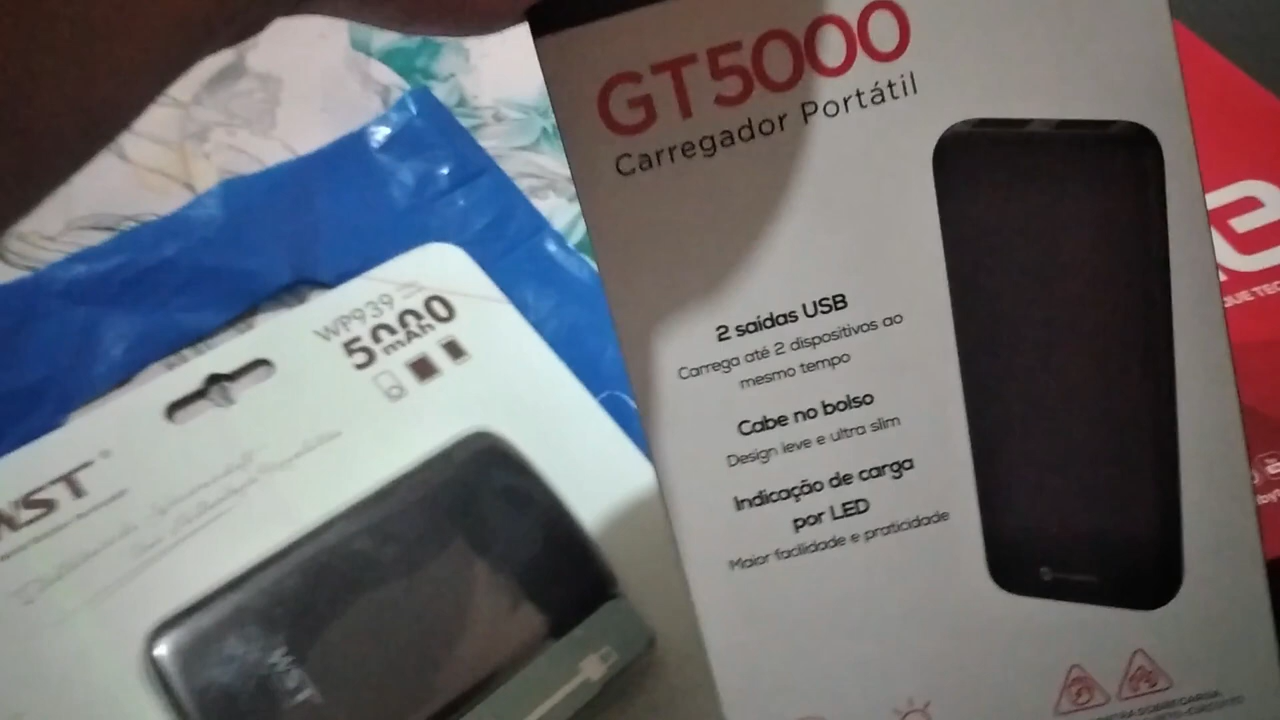 GT5000
Carregador Portátil
2 saídas USB
Carrega até 2 dispositivos ao
mesmo tempo
Cabe no bolso
Design leve e ultra slim
Indicação de carga
por LED
Maior facilidade e praticidade
WP939
5000
mAh
WST
WST